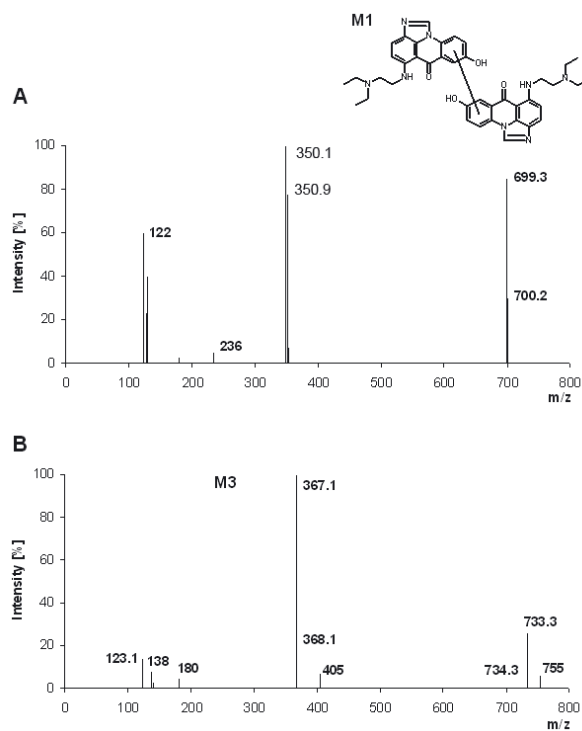 M1
N
N
OH
N
HN
O
O
HN
N
HO
N
N
A
Intensity [%]
100
80
60
40
20
0
122
236
350.1
350.9
699.3
700.2
0 100 200 300 400 500 600 700 800
m/z
B
M3
Intensity [%]
100
80
60
40
20
0
123.1
138
180
367.1
368.1
405
733.3
734.3
755
0 100 200 300 400 500 600 700 800
m/z